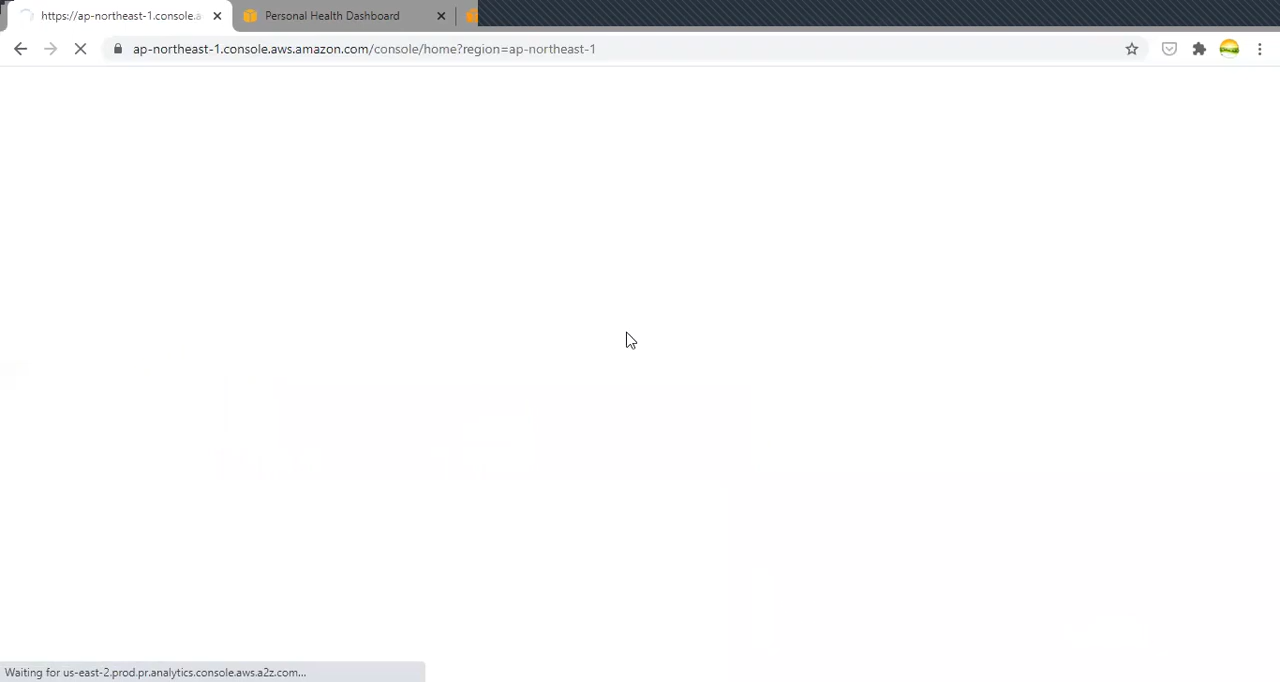 https://ap-northeast-1.console.a
Personal Health Dashboard
ap-northeast-1.console.aws.amazon.com/console/home?region=ap-northeast-1
Waiting for us-east-2.prod.pr.analytics.console.aws.a2z.com...